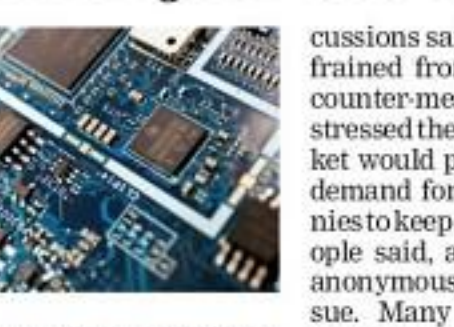 cussions sa
frained fro
counter-me
stressed the
ket would p
demand for
nies to keep
ople said, a
anonymous
sue. Many